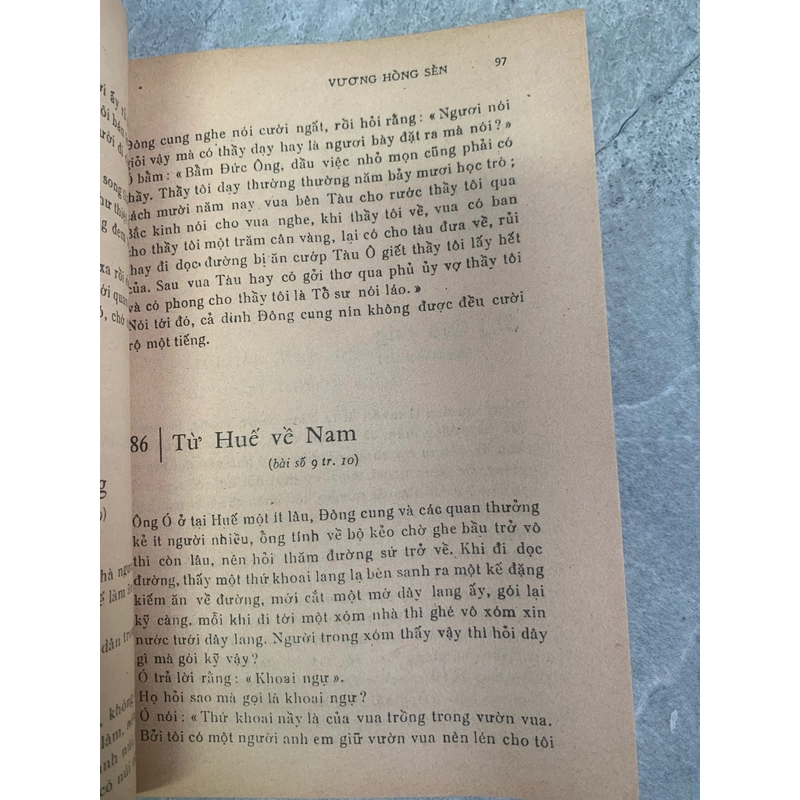 VƯƠNG HỒNG SÈN 97
Đông cung nghe nói cười ngất, rồi hỏi rằng: «Ngươi nói
giỏi vậy mà có thầy dạy hay là ngươi bày đặt ra mà nói?»
Ó bẩm: «Bẩm Đức Ông, dầu việc nhỏ mọn cũng phải có
thầy. Thầy tôi dạy thường thường năm bảy mươi học trò;
cách mười năm nay vua bên Tàu cho rước thầy tôi qua
Bắc kinh nói cho vua nghe, khi thầy tôi về, vua có ban
cho thầy tôi một trăm cân vàng, lại có cho tàu đưa về, rủi
hay đi dọc đường bị ăn cướp Tàu Ô giết thầy tôi lấy hết
của. Sau vua Tàu hay có gởi thơ qua phủ ủy vợ thầy tôi
và có phong cho thầy tôi là Tổ sư nói láo.»
Nói tới đó, cả dinh Đông cung nín không được đều cười
rộ một tiếng.
86 | Từ Huế về Nam
(bài số 9 tr. 10)
Ông Ó ở tại Huế một ít lâu, Đông cung và các quan thưởng
kẻ ít người nhiều, ổng tính về bộ kẻo chờ ghe bầu trở vô
thì còn lâu, nên hỏi thăm đường sứ trở về. Khi đi dọc
đường, thấy một thứ khoai lang lạ bèn sanh ra một kế đặng
kiếm ăn về đường, mới cắt một mớ dây lang ấy, gói lại
kỹ càng, mỗi khi đi tới một xóm nhà thì ghé vô xóm xin
nước tưới dây lang. Người trong xóm thấy vậy thì hỏi dây
gì mà gói kỹ vậy?
Ó trả lời rằng: «Khoai ngự».
Họ hỏi sao mà gọi là khoai ngự?
Ó nói: «Thứ khoai nầy là của vua trồng trong vườn vua.
Bởi tôi có một người anh em giữ vườn vua nên lén cho tôi